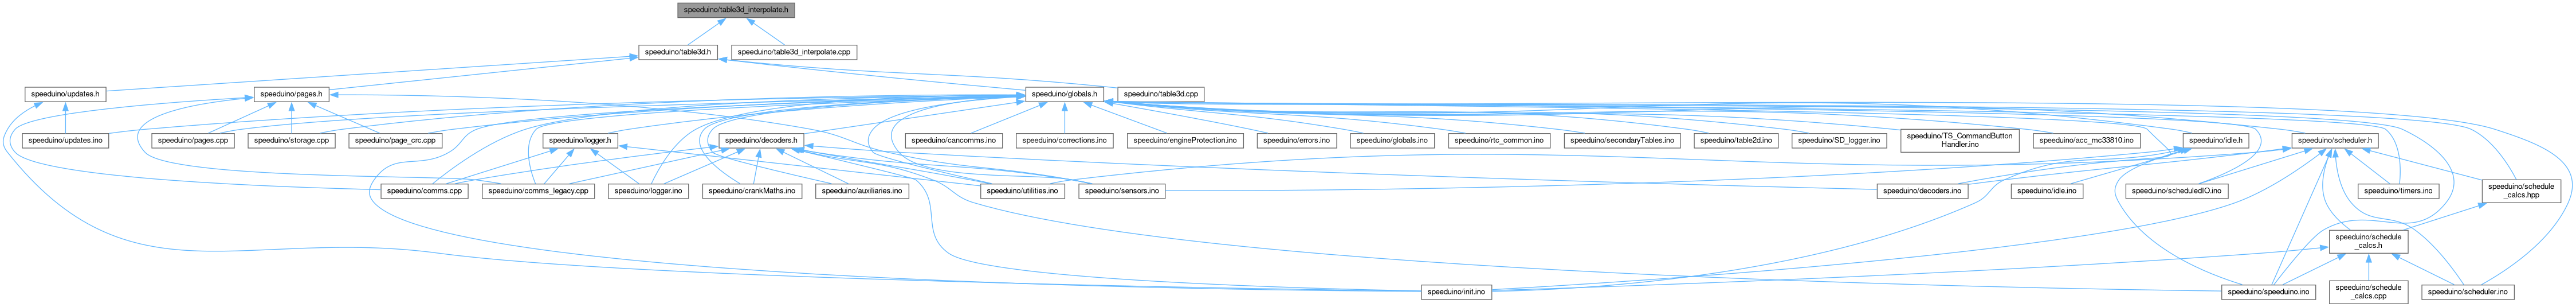 speeduino/table3d_interpolate.h
speeduino/table3d.h
speeduino/table3d_interpolate.cpp
speeduino/updates.h
speeduino/pages.h
speeduino/globals.h
speeduino/table3d.cpp
speeduino/updates.ino
speeduino/pages.cpp
speeduino/storage.cpp
speeduino/page_crc.cpp
speeduino/logger.h
speeduino/decoders.h
speeduino/cancomms.ino
speeduino/corrections.ino
speeduino/engineProtection.ino
speeduino/errors.ino
speeduino/globals.ino
speeduino/rtc_common.ino
speeduino/secondaryTables.ino
speeduino/table2d.ino
speeduino/SD_logger.ino
speeduino/TS_CommandButton
Handler.ino
speeduino/acc_mc33810.ino
speeduino/idle.h
speeduino/scheduler.h
speeduino/comms.cpp
speeduino/comms_legacy.cpp
speeduino/logger.ino
speeduino/crankMaths.ino
speeduino/auxiliaries.ino
speeduino/utilities.ino
speeduino/sensors.ino
speeduino/decoders.ino
speeduino/idle.ino
speeduino/scheduledIO.ino
speeduino/timers.ino
speeduino/schedule
_calcs.hpp
speeduino/schedule
_calcs.h
speeduino/init.ino
speeduino/speeduino.ino
speeduino/schedule
_calcs.cpp
speeduino/scheduler.ino